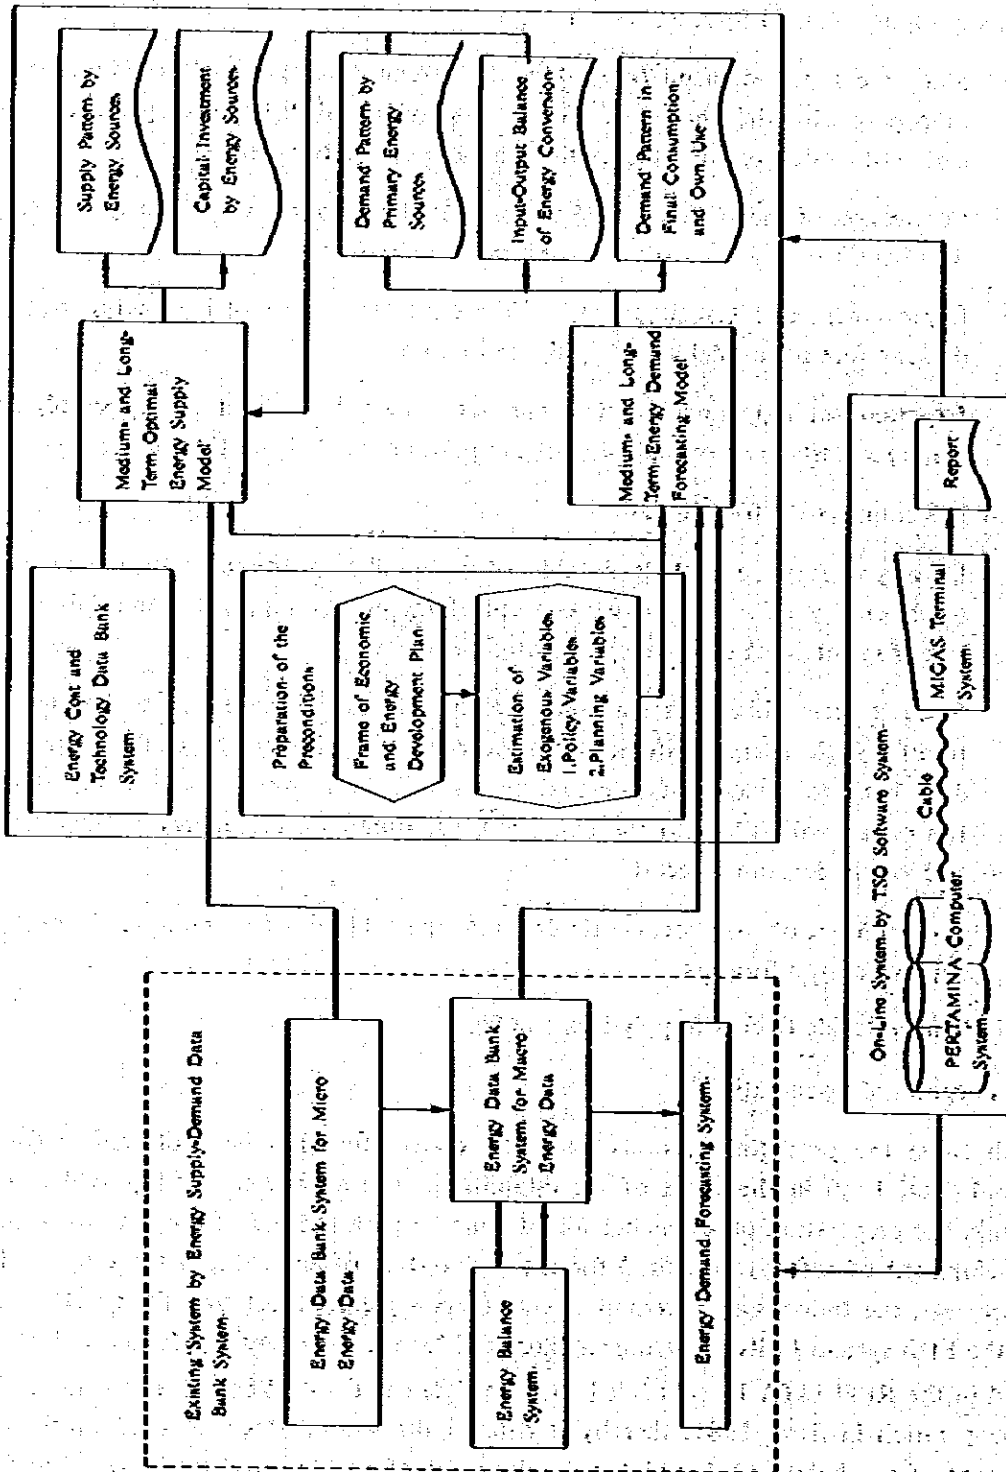 Existing System by Energy Supply-Demand Data
Bank System
Energy Data Bank System for Micro
Energy Data
Energy Balance
System
Energy Data Bank
System for Macro
Energy Data
Energy Demand Forecasting System
Energy Cost and
Technology Data Bank
System
Preparation of the
Preconditions
Frame of Economic
and Energy
Development Plan
Estimation of
Exogenous Variables
1.Policy Variables
2.Planning Variables
Medium- and Long-
Term Optimal
Energy Supply
Model
Medium- and Long-
Term Energy Demand
Forecasting Model
Supply Pattern by
Energy Sources
Capital Investment
by Energy Sources
Demand Pattern by
Primary Energy
Sources
Input-Output Balance
of Energy Conversion
Demand Pattern in
Final Consumption
and Own Use
On-Line System by TSO Software System
PERTAMINA Computer
System
Cable
MIGAS Terminal
System
Report